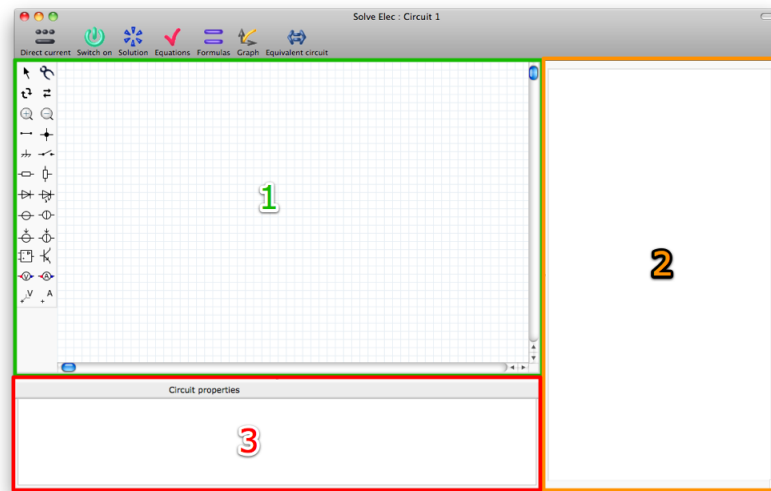 Solve Elec : Circuit 1
Direct current Switch on Solution Equations Formulas Graph Equivalent circuit
1
2
V A
V A
Circuit properties
3